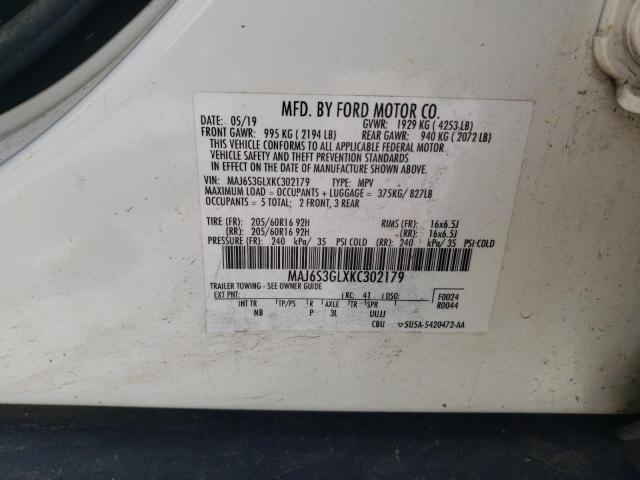 MFD. BY FORD MOTOR CO.
DATE: 05/19 GVWR: 1929 KG ( 4253 LB)
FRONT GAWR: 995 KG ( 2194 LB) REAR GAWR: 940 KG ( 2072 LB)
THIS VEHICLE CONFORMS TO ALL APPLICABLE FEDERAL MOTOR
VEHICLE SAFETY AND THEFT PREVENTION STANDARDS
IN EFFECT ON THE DATE OF MANUFACTURE SHOWN ABOVE.
VIN: MAJ6S3GLXKC302179 TYPE: MPV
MAXIMUM LOAD = OCCUPANTS + LUGGAGE = 375KG/ 827LB
OCCUPANTS = 5 TOTAL; 2 FRONT, 3 REAR
TIRE (FR): 205/60R16 92H RIMS (FR): 16x6.5J
(RR): 205/60R16 92H (RR): 16x6.5J
PRESSURE (FR): 240 kPa/ 35 PSI COLD (RR): 240 kPa/ 35 PSI COLD
MAJ6S3GLXKC302179
TRAILER TOWING - SEE OWNER GUIDE
EXT PNT: RC: 41 DSO: F0024
INT TR TP/PS R AXLE TR SPR R0044
NB P 3L UUJJ
CBU 5U5A-5420472-AA